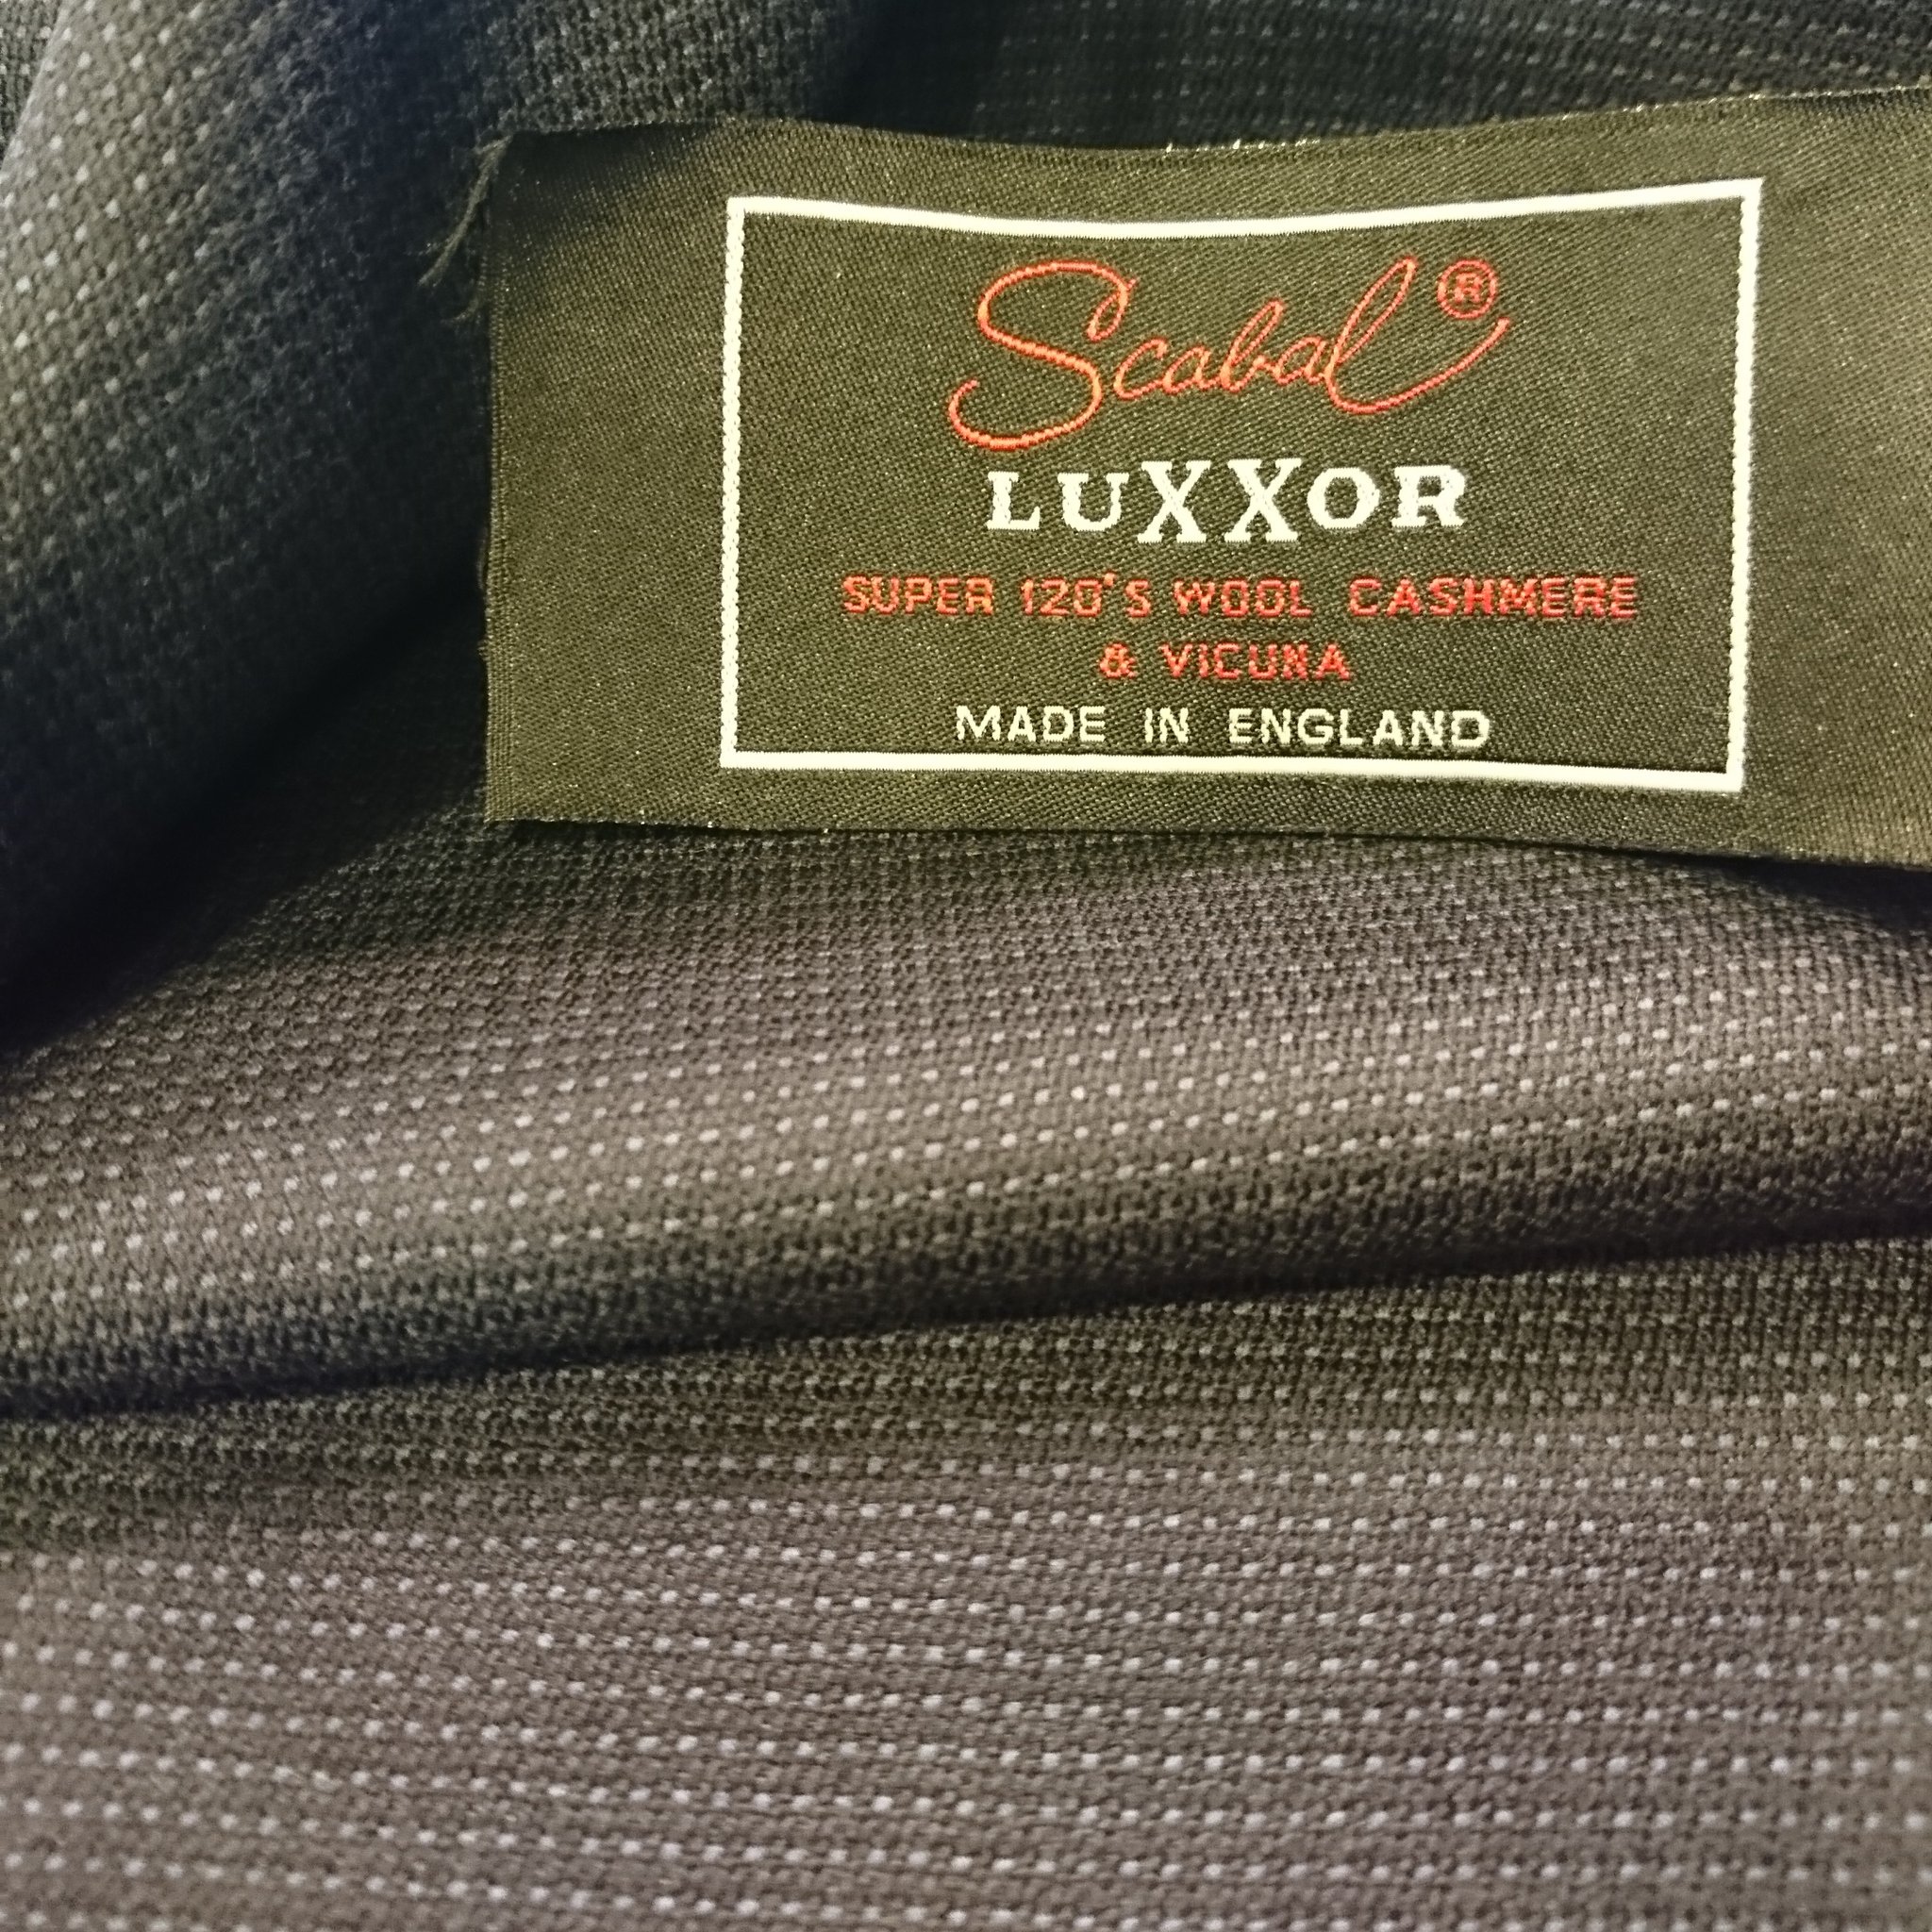 Scabal®
LUXXOR
SUPER 120'S WOOL CASHMERE
& VICUNA
MADE IN ENGLAND